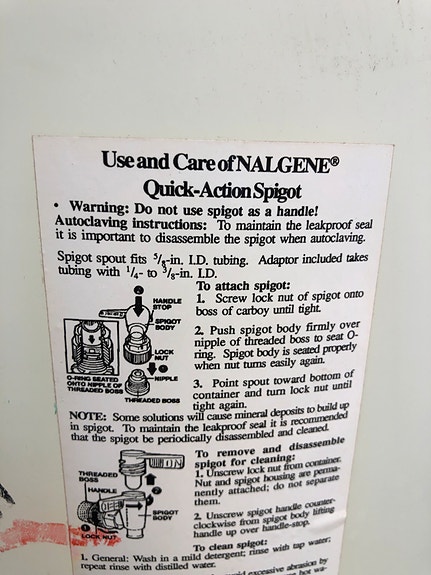 Use and Care of NALGENE®
Quick-Action Spigot
• Warning: Do not use spigot as a handle!
Autoclaving instructions: To maintain the leakproof seal
it is important to disassemble the spigot when autoclaving.
Spigot spout fits 5/8-in. I.D. tubing. Adaptor included takes
tubing with 1/4- to 3/8-in. I.D.
HANDLE
STOP
SPIGOT
BODY
LOCK
NUT
NIPPLE
THREADED BOSS
O-RING SEATED
ONTO NIPPLE OF
THREADED BOSS
To attach spigot:
1. Screw lock nut of spigot onto
boss of carboy until tight.
2. Push spigot body firmly over
nipple of threaded boss to seat O-
ring. Spigot body is seated properly
when nut turns easily again.
3. Point spout toward bottom of
container and turn lock nut until
tight again.
NOTE: Some solutions will cause mineral deposits to build up
in spigot. To maintain the leakproof seal it is recommended
that the spigot be periodically disassembled and cleaned.
THREADED
BOSS
HANDLE
SPIGOT
BODY
1 LOCK NUT
To remove and disassemble
spigot for cleaning:
1. Unscrew lock nut from container.
Nut and spigot housing are perma-
nently attached; do not separate
them.
2. Unscrew spigot handle counter-
clockwise from spigot body lifting
handle up over handle-stop.
To clean spigot:
1. General: Wash in a mild detergent; rinse with tap water;
repeat rinse with distilled water.
excessive abrasion by